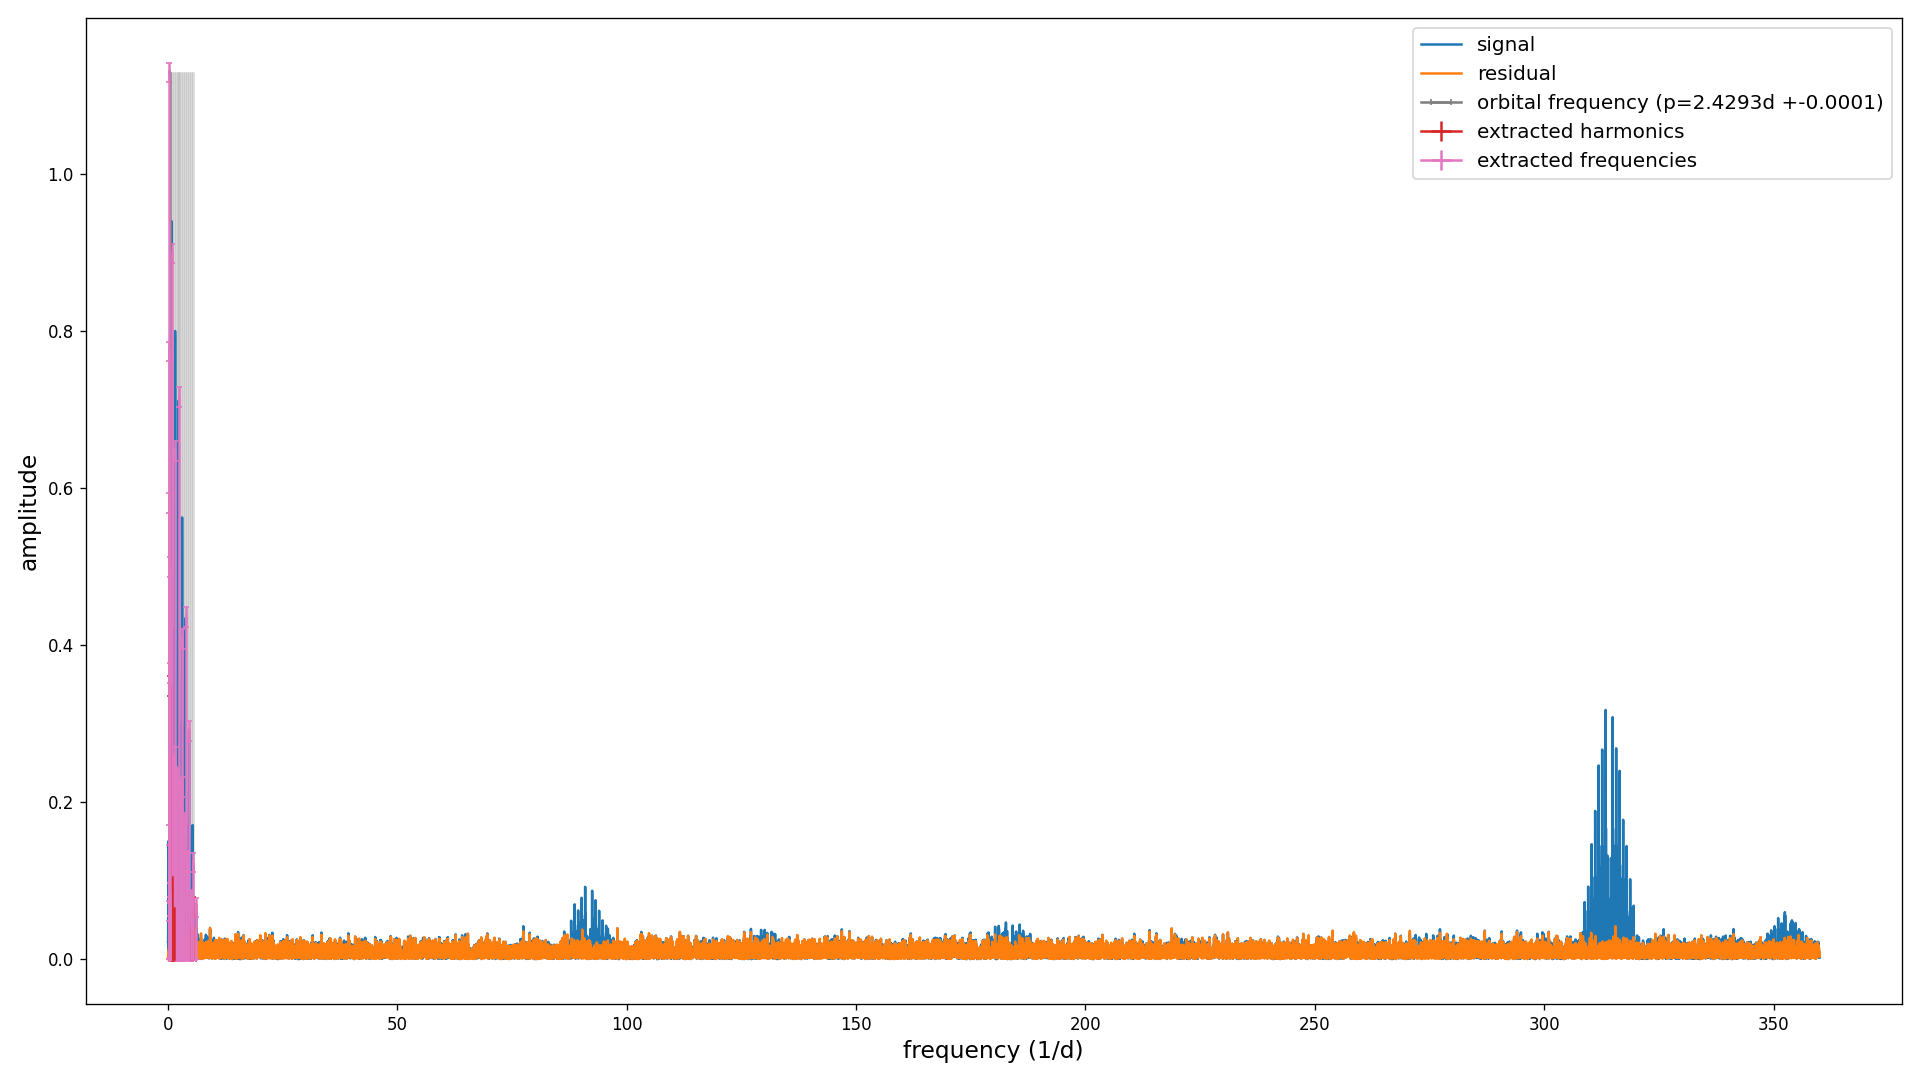 signal
residual
orbital frequency (p=2.4293d +-0.0001)
extracted harmonics
extracted frequencies
1.0
0.8
0.6
0.4
0.2
0.0
amplitude
0 50 100 150 200 250 300 350
frequency (1/d)